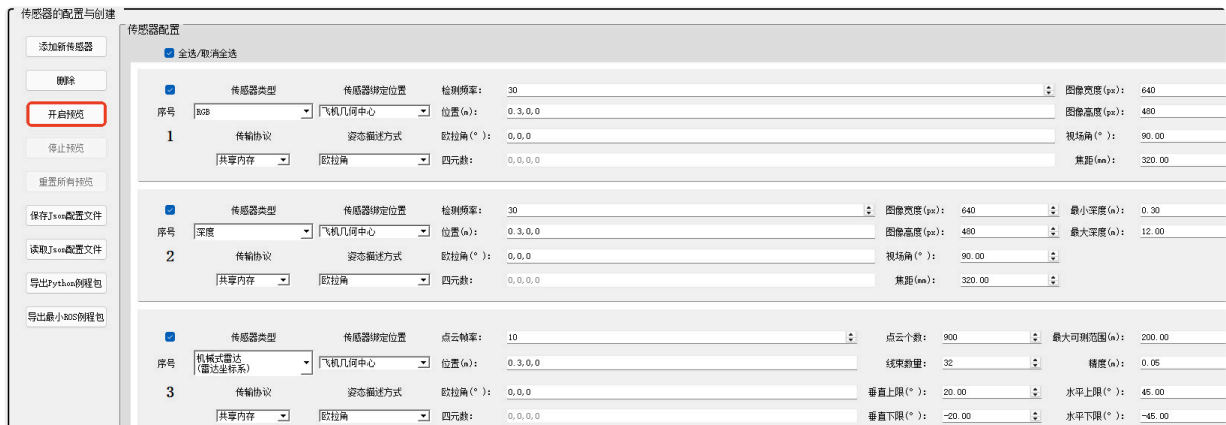 传感器的配置与创建
传感器配置
添加新传感器
删除
开启预览
停止预览
重置所有预览
保存Json配置文件
读取Json配置文件
导出Python例程包
导出最小ROS例程包
全选/取消全选
传感器类型 传感器绑定位置 检测频率: 30 图像宽度(px): 640
序号 RGB 飞机几何中心 位置(m): 0.3,0,0 图像高度(px): 480
1 传输协议 姿态描述方式 欧拉角(°): 0,0,0 视场角(°): 90.00
共享内存 欧拉角 四元数: 0,0,0,0 焦距(mm): 320.00
传感器类型 传感器绑定位置 检测频率: 30 图像宽度(px): 640 最小深度(m): 0.30
序号 深度 飞机几何中心 位置(m): 0.3,0,0 图像高度(px): 480 最大深度(m): 12.00
2 传输协议 姿态描述方式 欧拉角(°): 0,0,0 视场角(°): 90.00
共享内存 欧拉角 四元数: 0,0,0,0 焦距(mm): 320.00
传感器类型 传感器绑定位置 点云帧率: 10 点云个数: 900 最大可测范围(m): 200.00
序号 机械式雷达 (雷达坐标系) 飞机几何中心 位置(m): 0.3,0,0 线束数量: 32 精度(m): 0.05
3 传输协议 姿态描述方式 欧拉角(°): 0,0,0 垂直上限(°): 20.00 水平上限(°): 45.00
共享内存 欧拉角 四元数: 0,0,0,0 垂直下限(°): -20.00 水平下限(°): -45.00